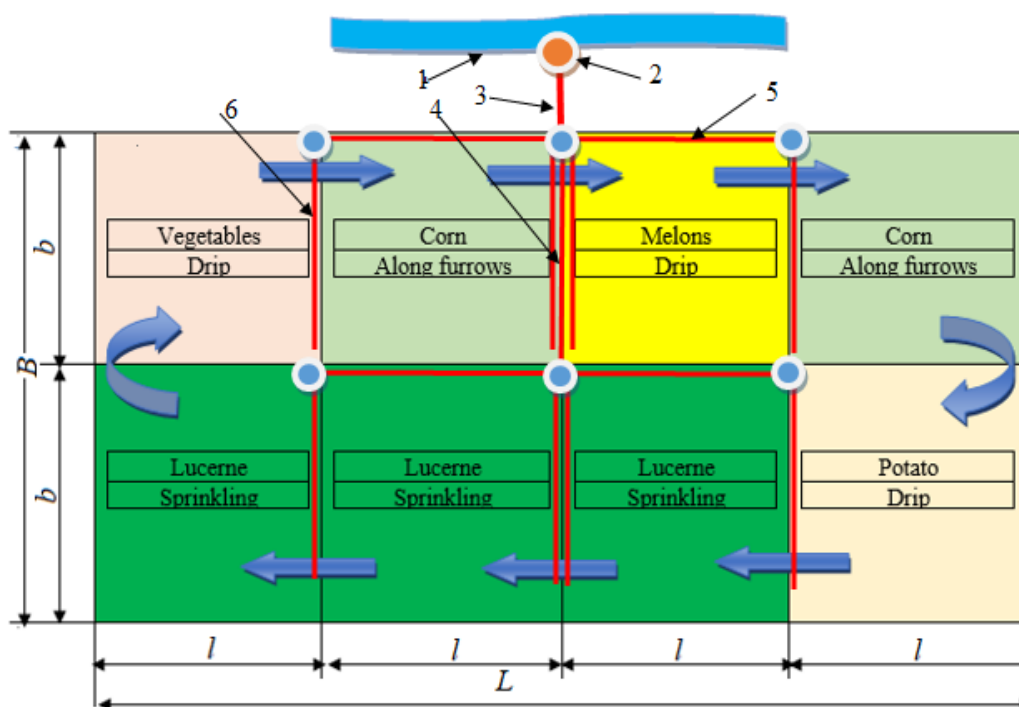 1
2
3
4
5
6
Vegetables
Drip
Corn
Along furrows
Melons
Drip
Corn
Along furrows
b
B
b
Lucerne
Sprinkling
Lucerne
Sprinkling
Lucerne
Sprinkling
Potato
Drip
l
l
l
l
L